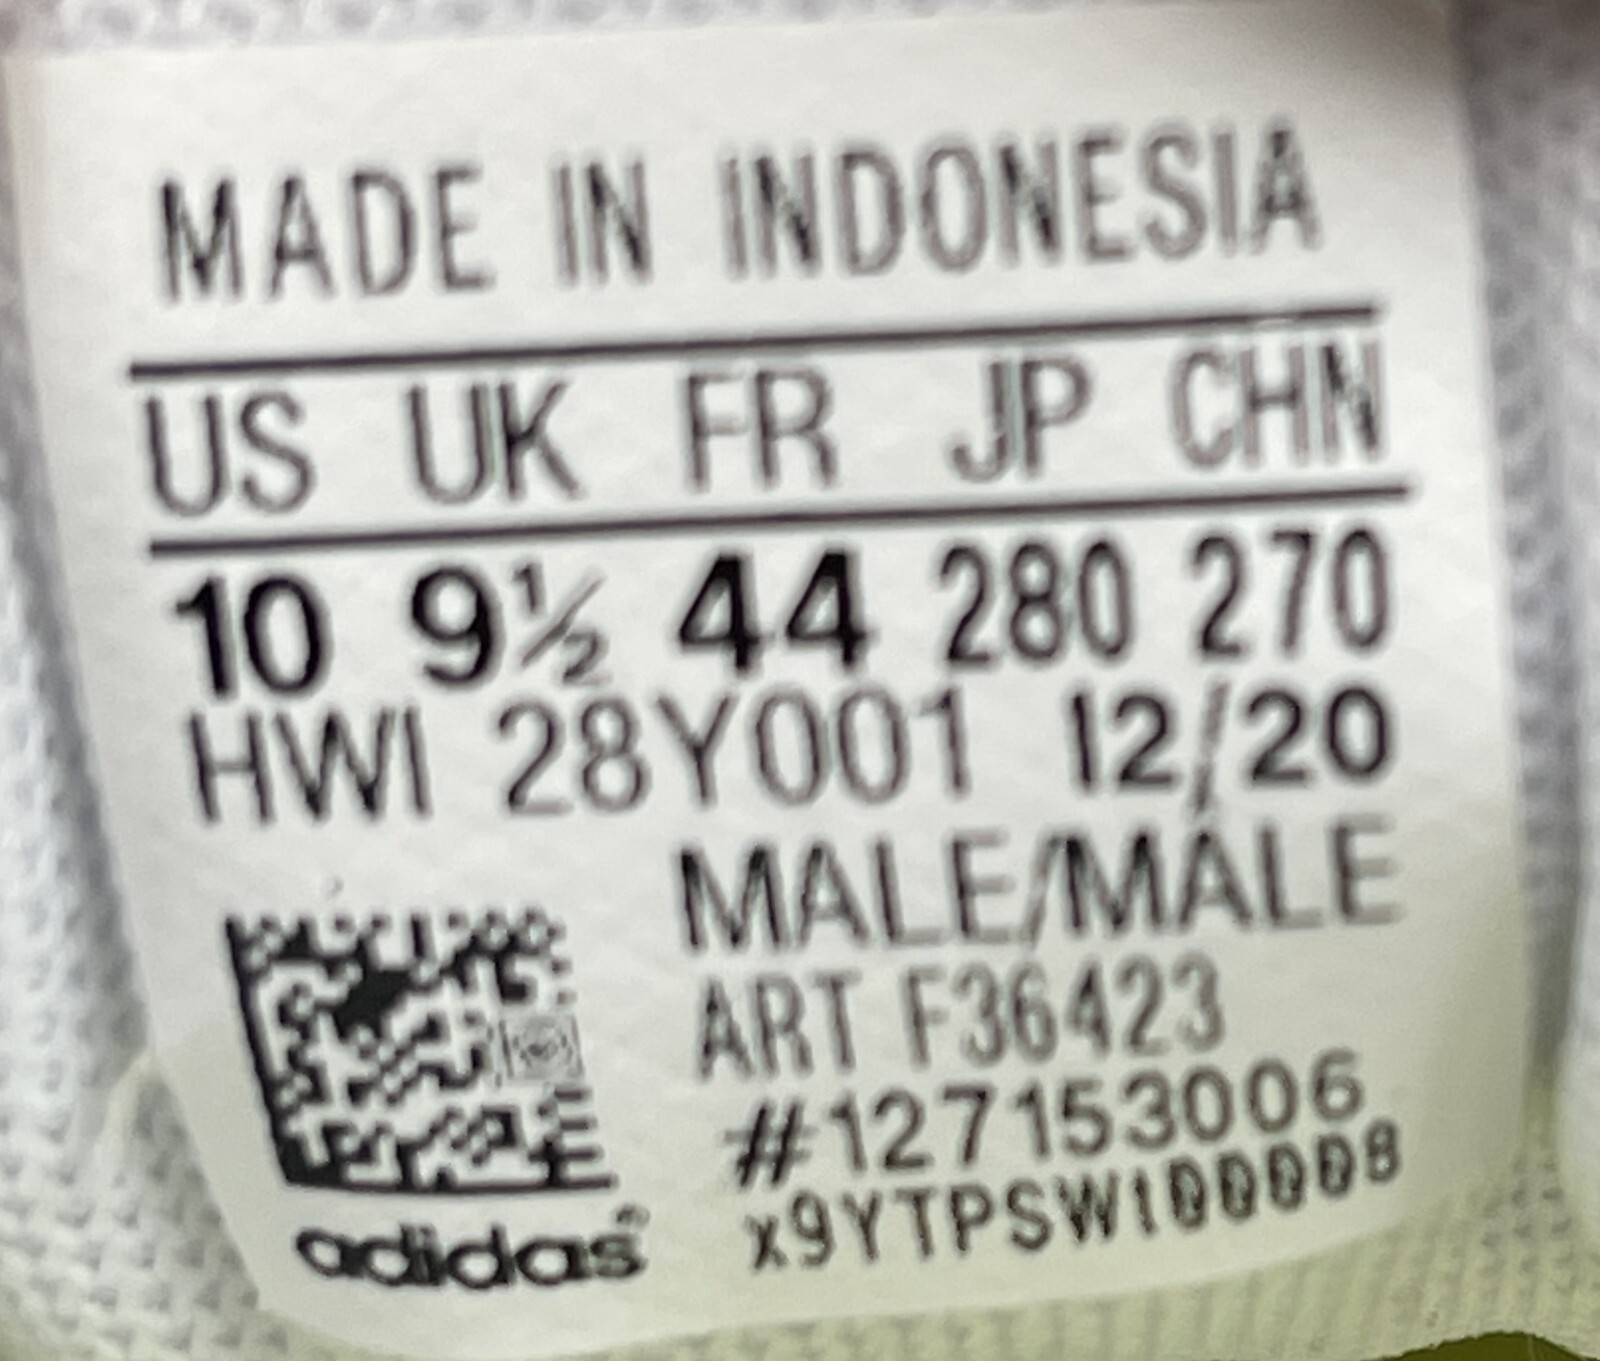 MADE IN INDONESIA
US UK FR JP CHN
10 9½ 44 280 270
HWI 28Y001 12/20
MALE/MÂLE
ART F36423
#127153006
x9YTPSW100008
adidas®